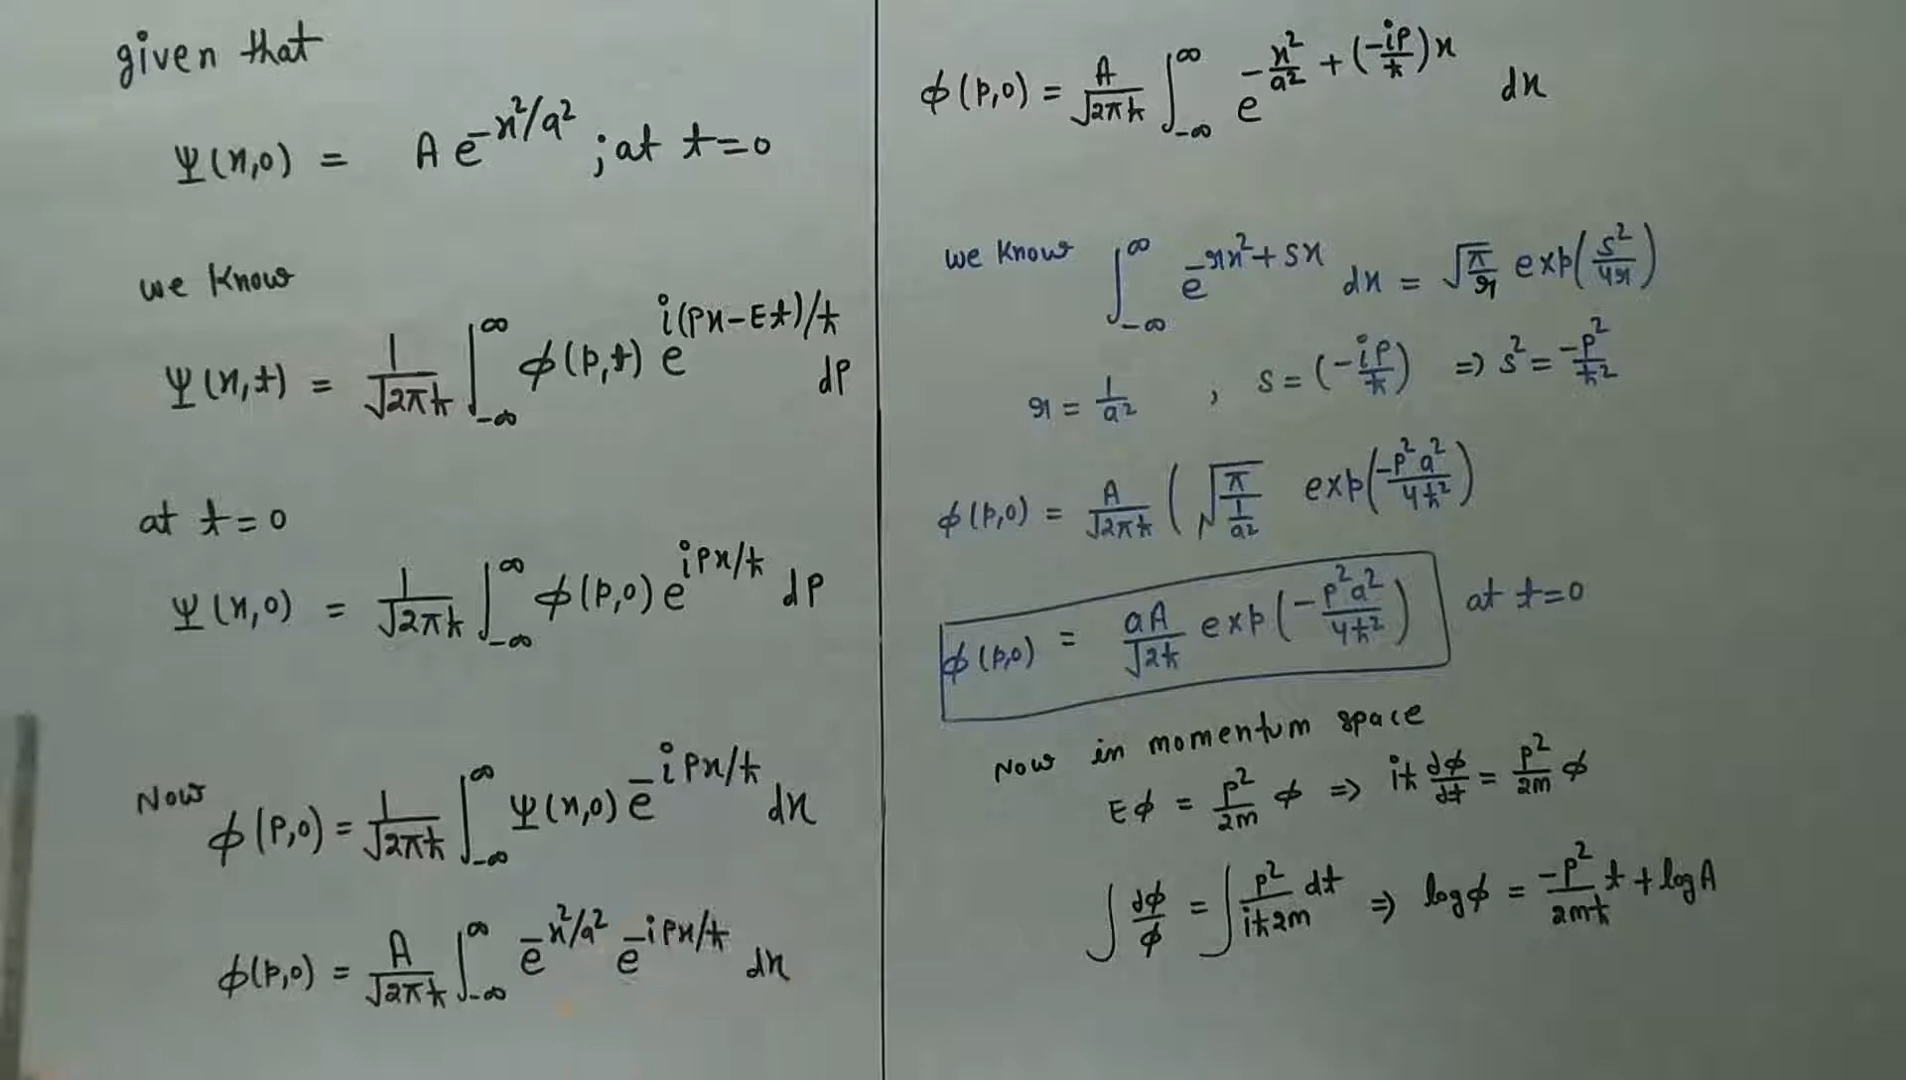 given that
Ψ(x,0) = A e^{-x²/a²} ; at t=0
we know
Ψ(x,t) = 1/√2πħ ∫_{-∞}^{∞} ϕ(p,t) e^{i(px-Et)/ħ} dp
at t=0
Ψ(x,0) = 1/√2πħ ∫_{-∞}^{∞} ϕ(p,0) e^{ipx/ħ} dp
Now ϕ(p,0) = 1/√2πħ ∫_{-∞}^{∞} Ψ(x,0) e^{-ipx/ħ} dx
ϕ(p,0) = A/√2πħ ∫_{-∞}^{∞} e^{-x²/a²} e^{-ipx/ħ} dx
ϕ(p,0) = A/√2πħ ∫_{-∞}^{∞} e^{-x²/a² + (-ip/ħ)x} dx
we know ∫_{-∞}^{∞} e^{-rx²+sx} dx = √π/r exp(s²/4r)
r = 1/a² , s = (-ip/ħ) ⇒ s² = -p²/ħ²
ϕ(p,0) = A/√2πħ ( √π/(1/a²) exp(-p²a²/4ħ²)
ϕ(p,0) = aA/√2ħ exp(-p²a²/4ħ²) at t=0
Now in momentum space
Eϕ = p²/2m ϕ ⇒ iħ dϕ/dt = p²/2m ϕ
∫ dϕ/ϕ = ∫ p²/iħ2m dt ⇒ logϕ = -p²/2mħ t + logA